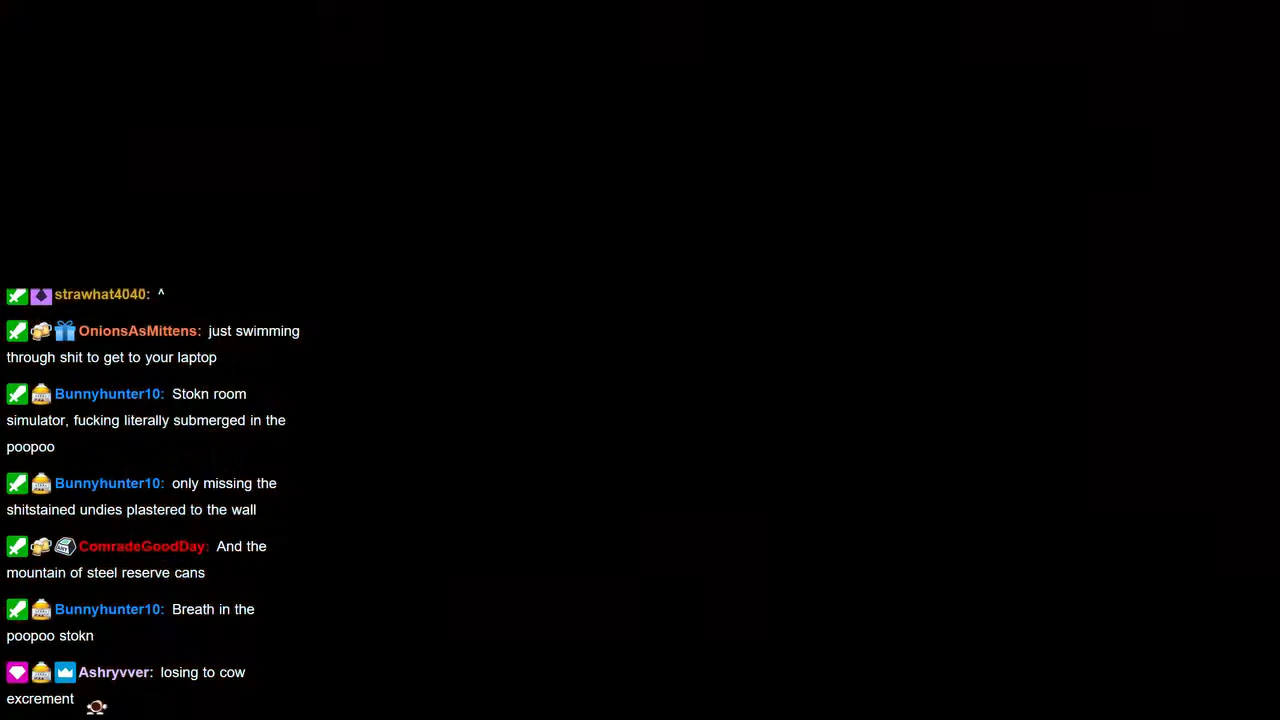 strawhat4040: ^
OnionsAsMittens: just swimming
through shit to get to your laptop
Bunnyhunter10: Stokn room
simulator, fucking literally submerged in the
poopoo
Bunnyhunter10: only missing the
shitstained undies plastered to the wall
ComradeGoodDay: And the
mountain of steel reserve cans
Bunnyhunter10: Breath in the
poopoo stokn
Ashryvver: losing to cow
excrement